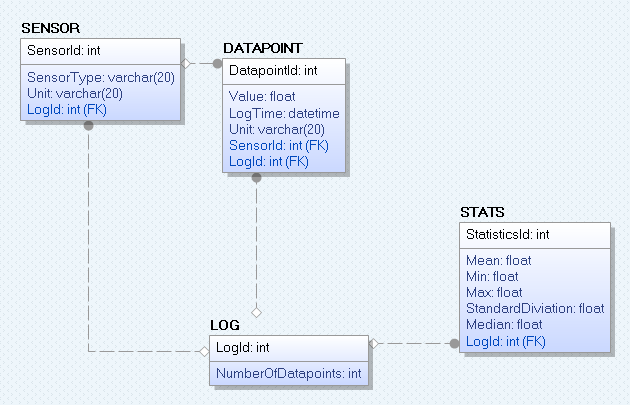 SENSOR
SensorId: int
SensorType: varchar(20)
Unit: varchar(20)
LogId: int (FK)
DATAPOINT
DatapointId: int
Value: float
LogTime: datetime
Unit: varchar(20)
SensorId: int (FK)
LogId: int (FK)
STATS
StatisticsId: int
Mean: float
Min: float
Max: float
StandardDiviation: float
Median: float
LogId: int (FK)
LOG
LogId: int
NumberOfDatapoints: int